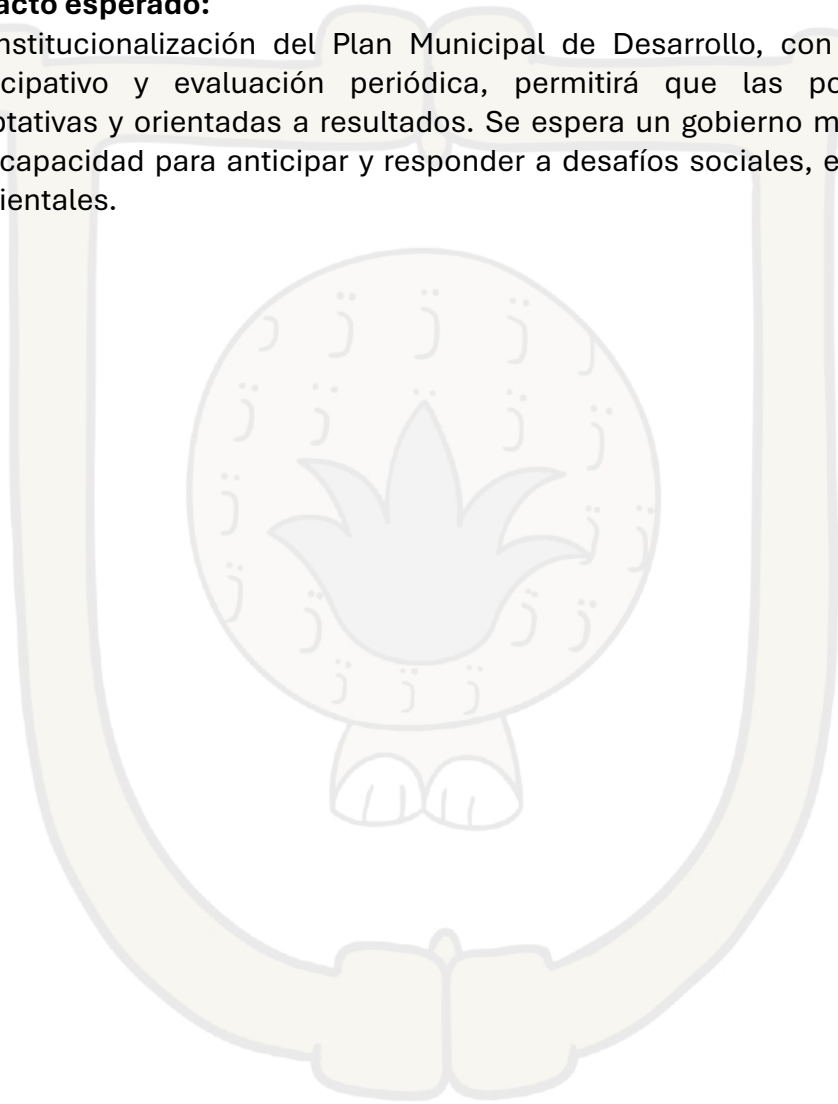 acto esperado:
nstitucionalización del Plan Municipal de Desarrollo, con
cipativo y evaluación periódica, permitirá que las po
tativas y orientadas a resultados. Se espera un gobierno m
capacidad para anticipar y responder a desafíos sociales, e
ientales.